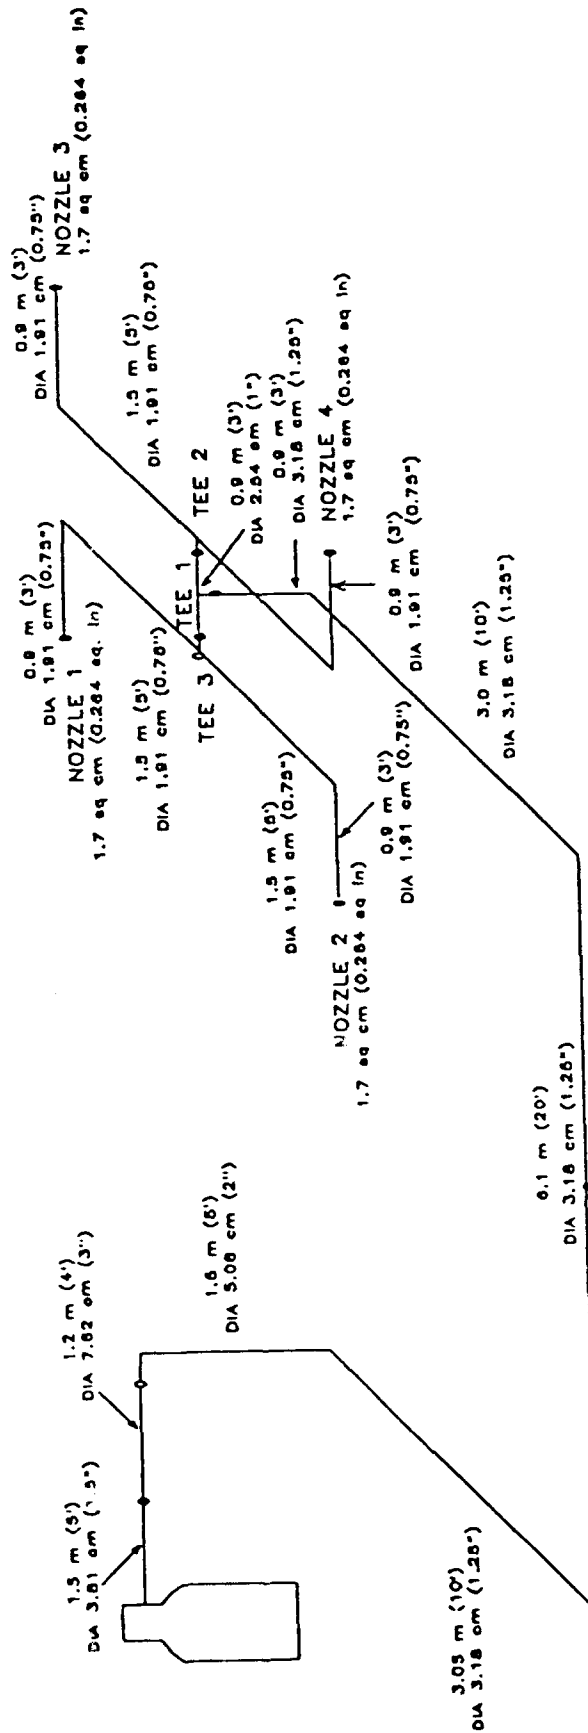 1.5 m (5')
DIA 3.81 cm (1.5")
1.2 m (4')
DIA 7.62 cm (3")
1.5 m (5')
DIA 5.08 cm (2")
3.05 m (10')
DIA 3.18 cm (1.25")
6.1 m (20')
DIA 3.18 cm (1.25")
3.0 m (10')
DIA 3.18 cm (1.25")
0.9 m (3')
DIA 3.18 cm (1.25")
0.9 m (3')
DIA 2.54 cm (1")
TEE 1
TEE 2
TEE 3
1.5 m (5')
DIA 1.91 cm (0.75")
0.9 m (3')
DIA 1.91 cm (0.75")
NOZZLE 1
1.7 sq cm (0.264 sq. in)
1.5 m (5')
DIA 1.91 cm (0.75")
0.9 m (3')
DIA 1.91 cm (0.75")
NOZZLE 2
1.7 sq cm (0.264 sq in)
1.5 m (5')
DIA 1.91 cm (0.75")
0.9 m (3')
DIA 1.91 cm (0.75")
NOZZLE 3
1.7 sq cm (0.264 sq in)
0.9 m (3')
DIA 1.91 cm (0.75")
NOZZLE 4
1.7 sq cm (0.264 sq in)